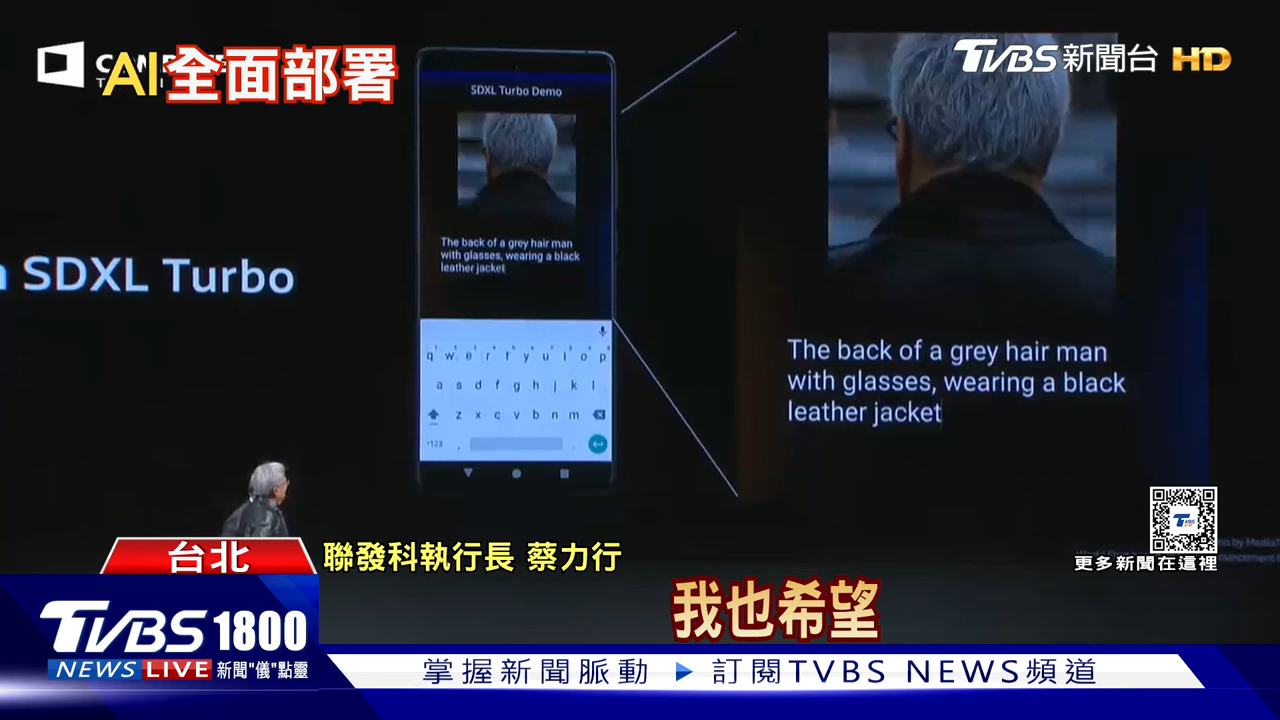 AI全面部署
TVBS新聞台 HD
SDXL Turbo Demo
The back of a grey hair man
with glasses, wearing a black
leather jacket
SDXL Turbo
The back of a grey hair man
with glasses, wearing a black
leather jacket
q w e r t y u i o p
a s d f g h j k l
z x c v b n m
?123 , .
by MediaT
更多新聞在這裡
台北
聯發科執行長 蔡力行
我也希望
TVBS 1800
NEWS LIVE 新聞"儀"點靈
掌握新聞脈動 ▶ 訂閱TVBS NEWS頻道